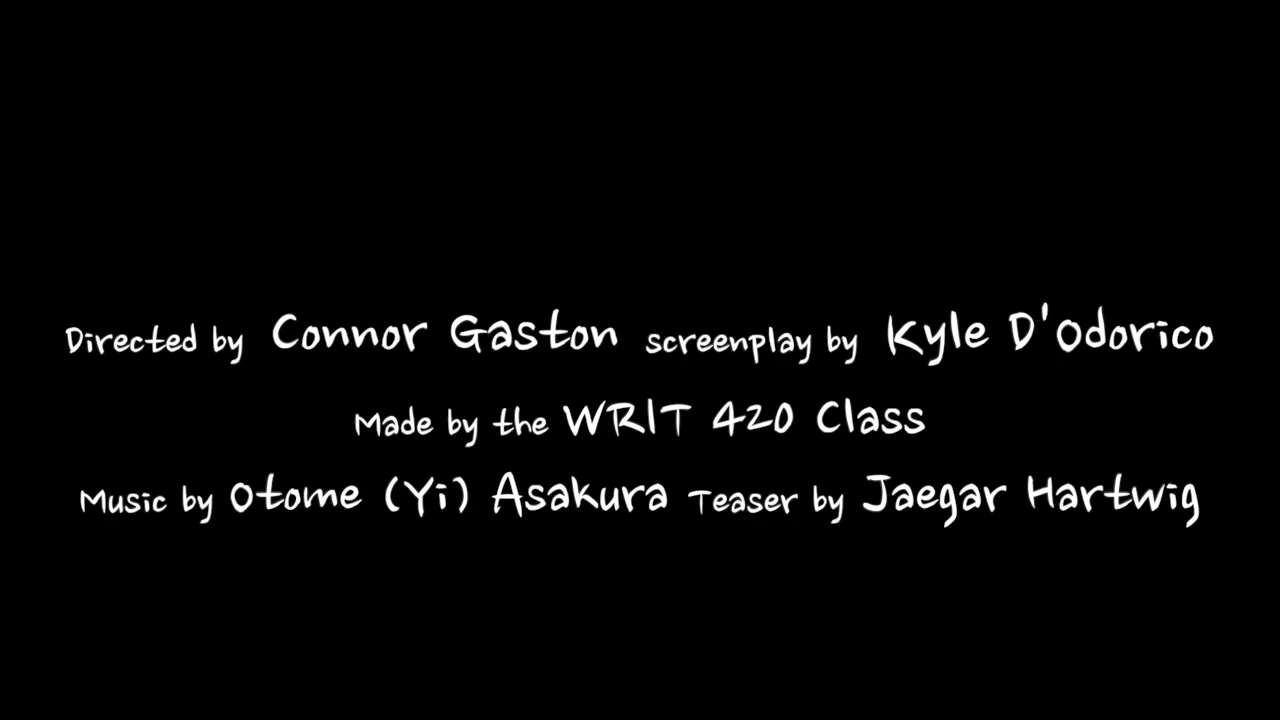 Directed by Connor Gaston screenplay by Kyle D'Odorico
Made by the WRIT 420 Class
Music by Otome (Yi) Asakura Teaser by Jaegar Hartwig